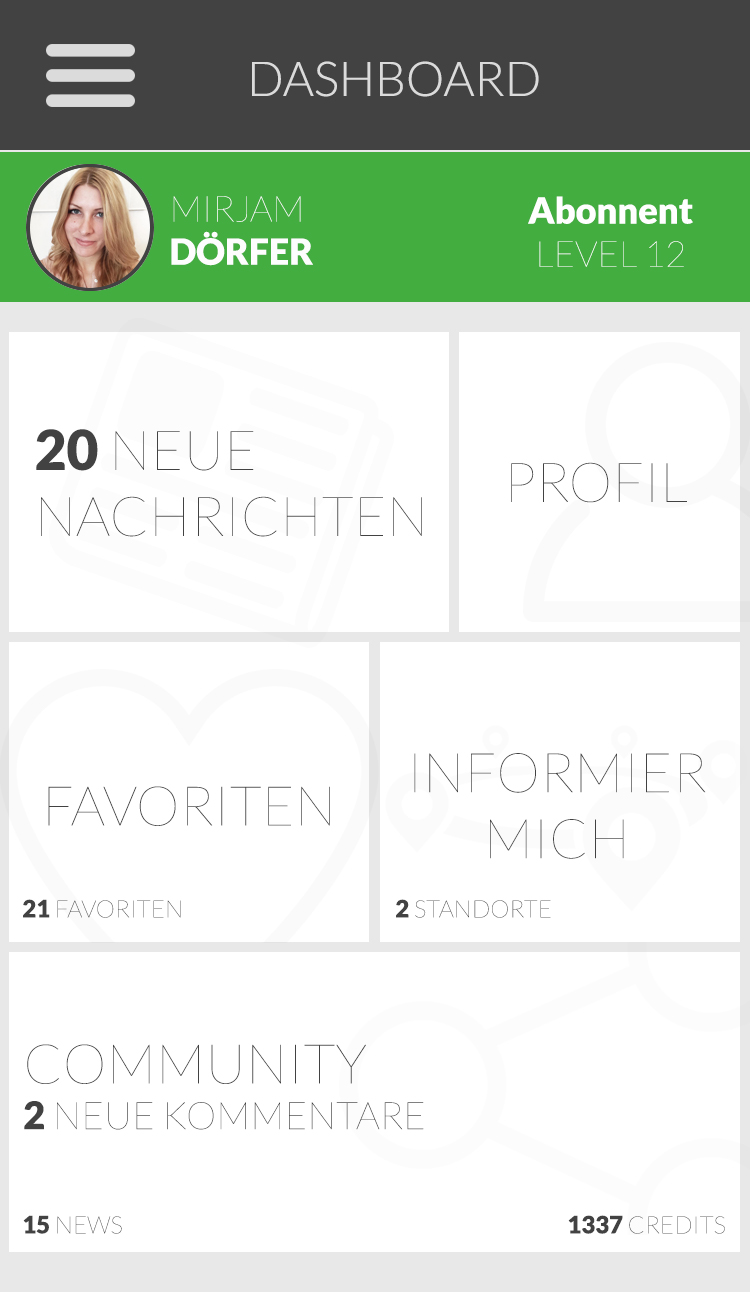 DASHBOARD
MIRJAM
DÖRFER
Abonnent
LEVEL 12
20 NEUE
NACHRICHTEN
PROFIL
FAVORITEN
21 FAVORITEN
INFORMIER
MICH
2 STANDORTE
COMMUNITY
2 NEUE KOMMENTARE
15 NEWS
1337 CREDITS